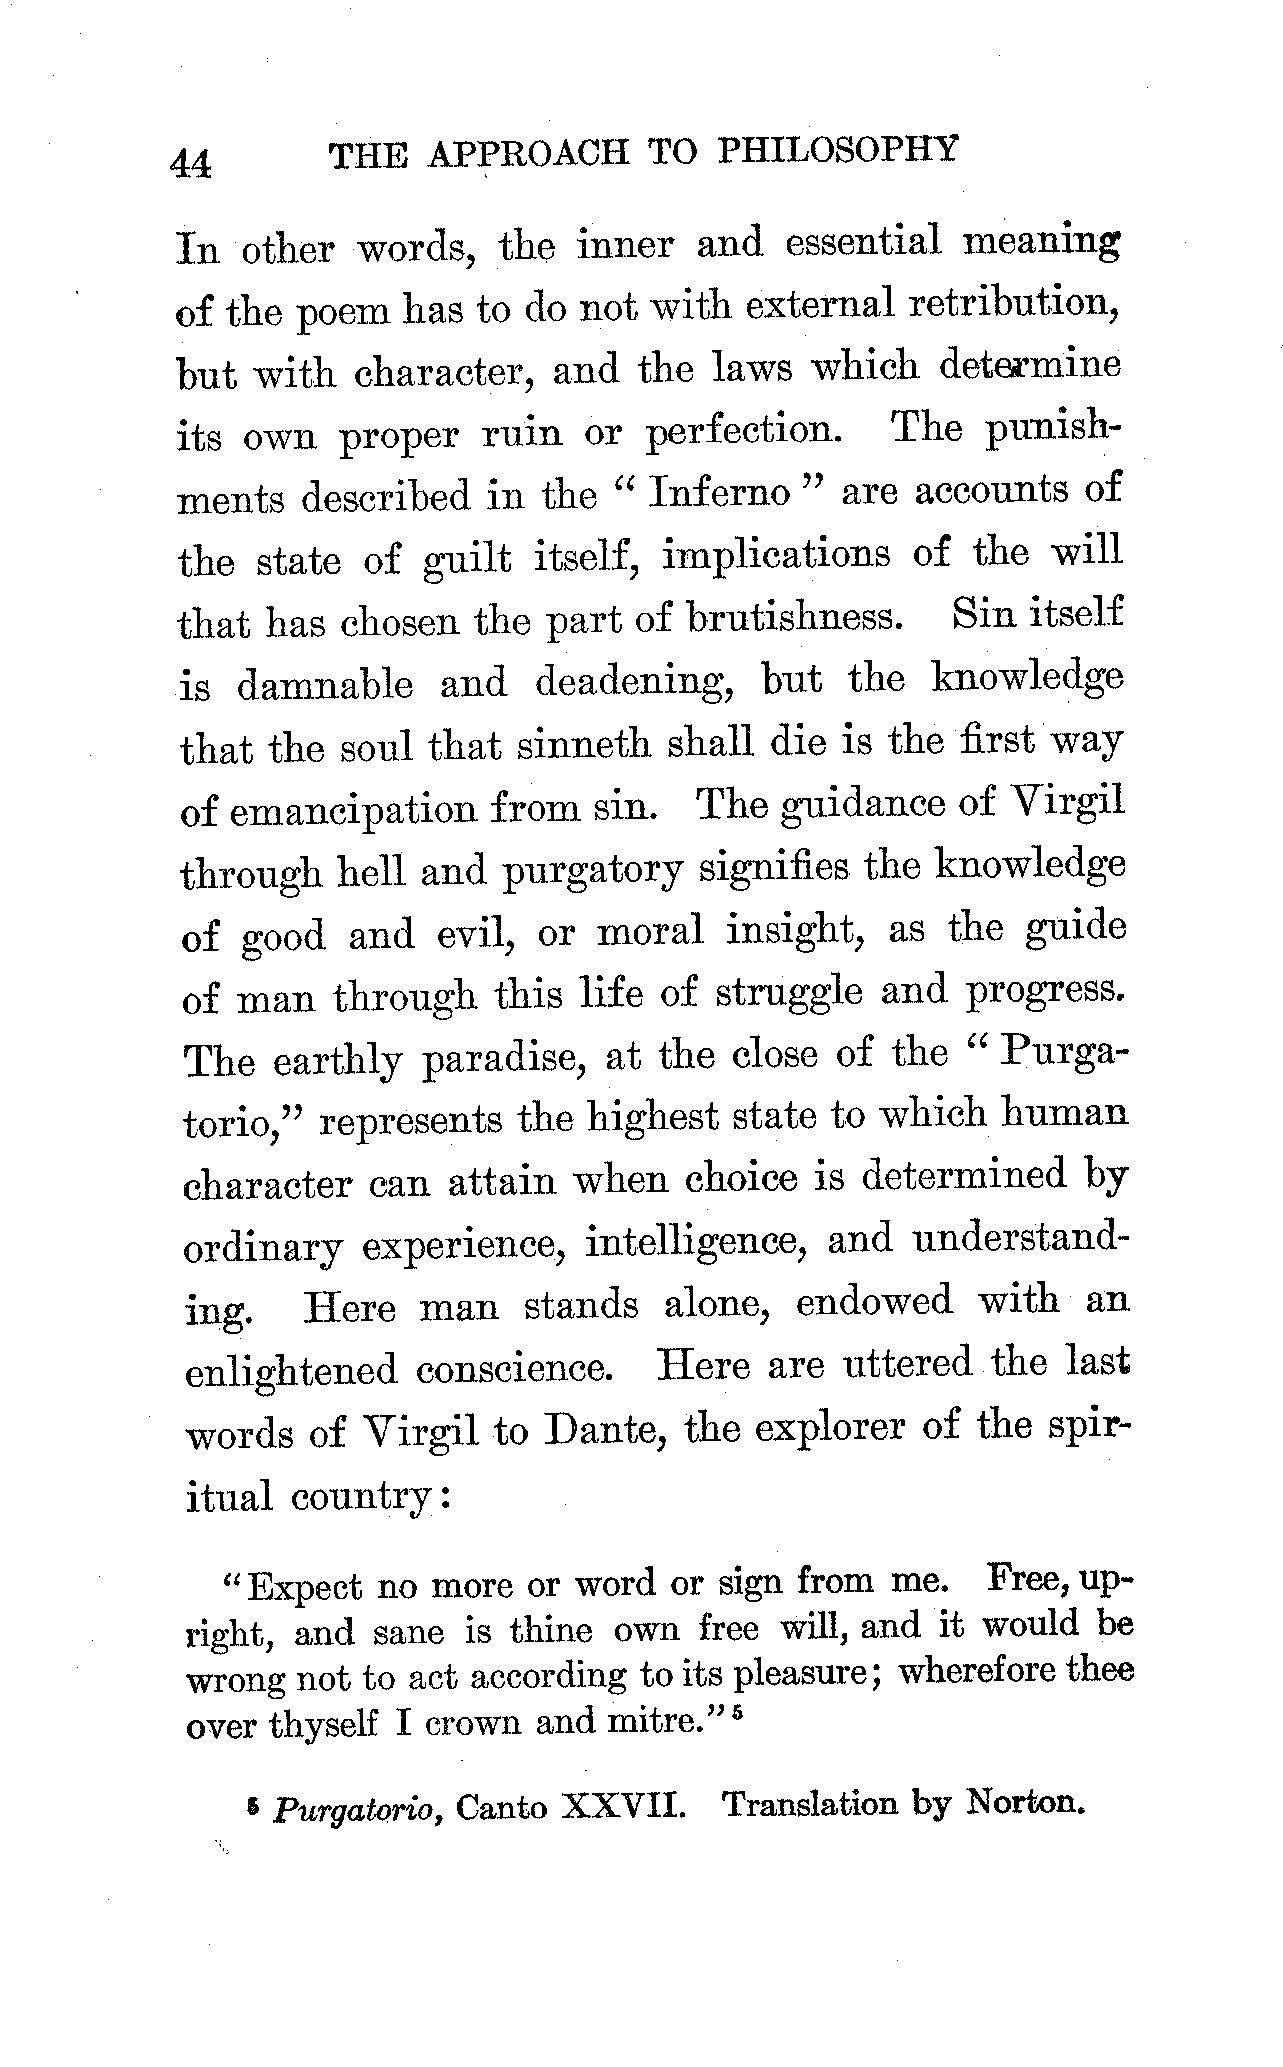 44 THE APPROACH TO PHILOSOPHY
In other words, the inner and essential meaning
of the poem has to do not with external retribution,
but with character, and the laws which determine
its own proper ruin or perfection. The punish-
ments described in the “ Inferno ” are accounts of
the state of guilt itself, implications of the will
that has chosen the part of brutishness. Sin itself
is damnable and deadening, but the knowledge
that the soul that sinneth shall die is the first way
of emancipation from sin. The guidance of Virgil
through hell and purgatory signifies the knowledge
of good and evil, or moral insight, as the guide
of man through this life of struggle and progress.
The earthly paradise, at the close of the “ Purga-
torio,” represents the highest state to which human
character can attain when choice is determined by
ordinary experience, intelligence, and understand-
ing. Here man stands alone, endowed with an
enlightened conscience. Here are uttered the last
words of Virgil to Dante, the explorer of the spir-
itual country:
“Expect no more or word or sign from me. Free, up-
right, and sane is thine own free will, and it would be
wrong not to act according to its pleasure; wherefore thee
over thyself I crown and mitre.”⁵
⁵ Purgatorio, Canto XXVII. Translation by Norton.